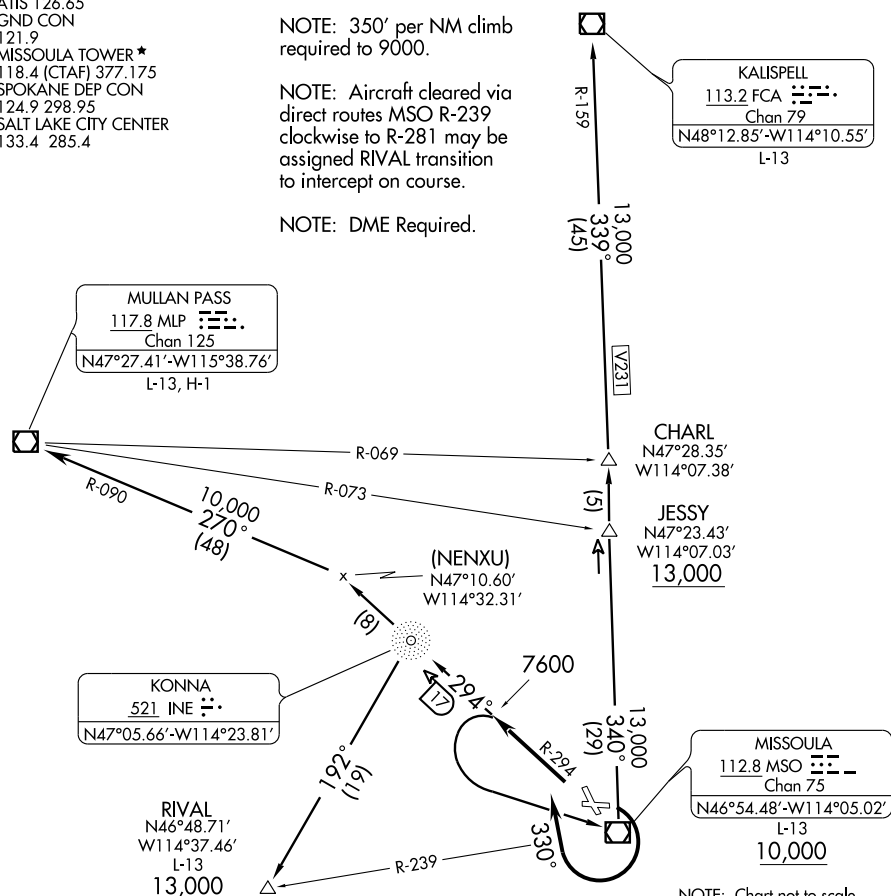 ATIS 126.65
GND CON
121.9
MISSOULA TOWER ★
118.4 (CTAF) 377.175
SPOKANE DEP CON
124.9 298.95
SALT LAKE CITY CENTER
133.4 285.4
NOTE: 350' per NM climb
required to 9000.
NOTE: Aircraft cleared via
direct routes MSO R-239
clockwise to R-281 may be
assigned RIVAL transition
to intercept on course.
NOTE: DME Required.
KALISPELL
113.2 FCA
Chan 79
N48°12.85'-W114°10.55'
L-13
R-159
13,000
339°
(45)
V231
MULLAN PASS
117.8 MLP
Chan 125
N47°27.41'-W115°38.76'
L-13, H-1
R-069
R-073
R-090
10,000
270°
(48)
CHARL
N47°28.35'
W114°07.38'
(5)
JESSY
N47°23.43'
W114°07.03'
13,000
(NENXU)
N47°10.60'
W114°32.31'
(8)
KONNA
521 INE
N47°05.66'-W114°23.81'
17
294°
7600
R-294
13,000
340°
(29)
192°
(19)
330°
MISSOULA
112.8 MSO
Chan 75
N46°54.48'-W114°05.02'
L-13
10,000
RIVAL
N46°48.71'
W114°37.46'
L-13
13,000
R-239
NOTE: Chart not to scale